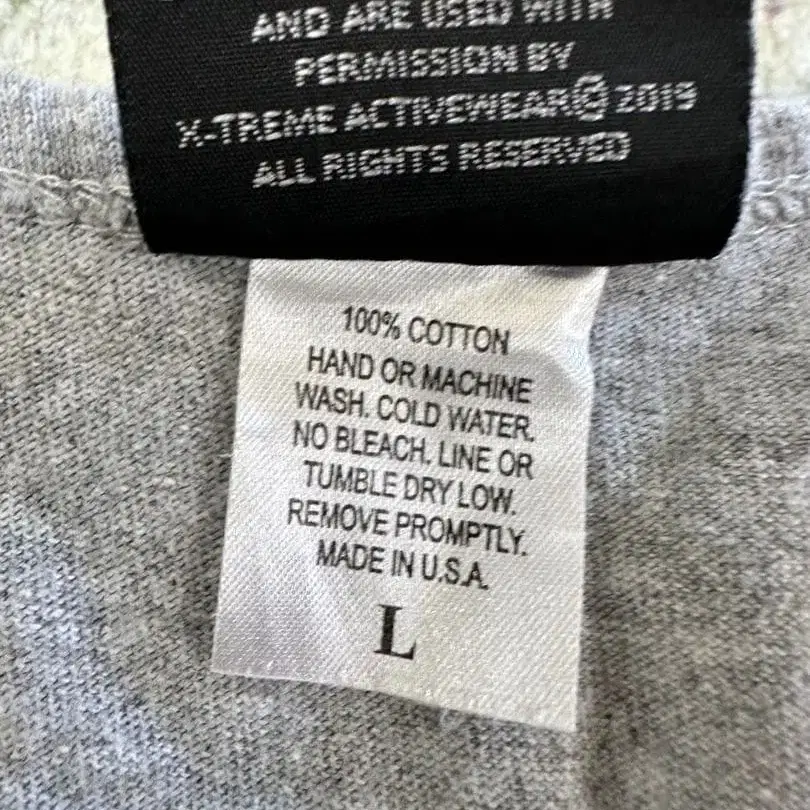 AND ARE USED WITH
PERMISSION BY
X-TREME ACTIVEWEAR© 2019
ALL RIGHTS RESERVED
100% COTTON
HAND OR MACHINE
WASH. COLD WATER.
NO BLEACH. LINE OR
TUMBLE DRY LOW.
REMOVE PROMPTLY.
MADE IN U.S.A.
L